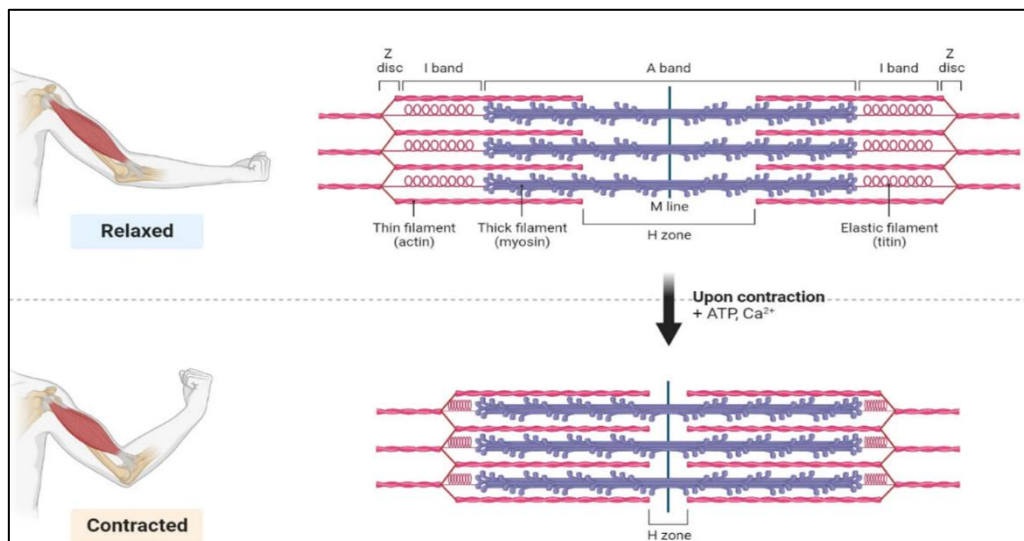 Z
disc
I band
A band
I band
Z
disc
Relaxed
Thin filament
(actin)
Thick filament
(myosin)
M line
H zone
Elastic filament
(titin)
Upon contraction
+ ATP, Ca²⁺
Contracted
H zone